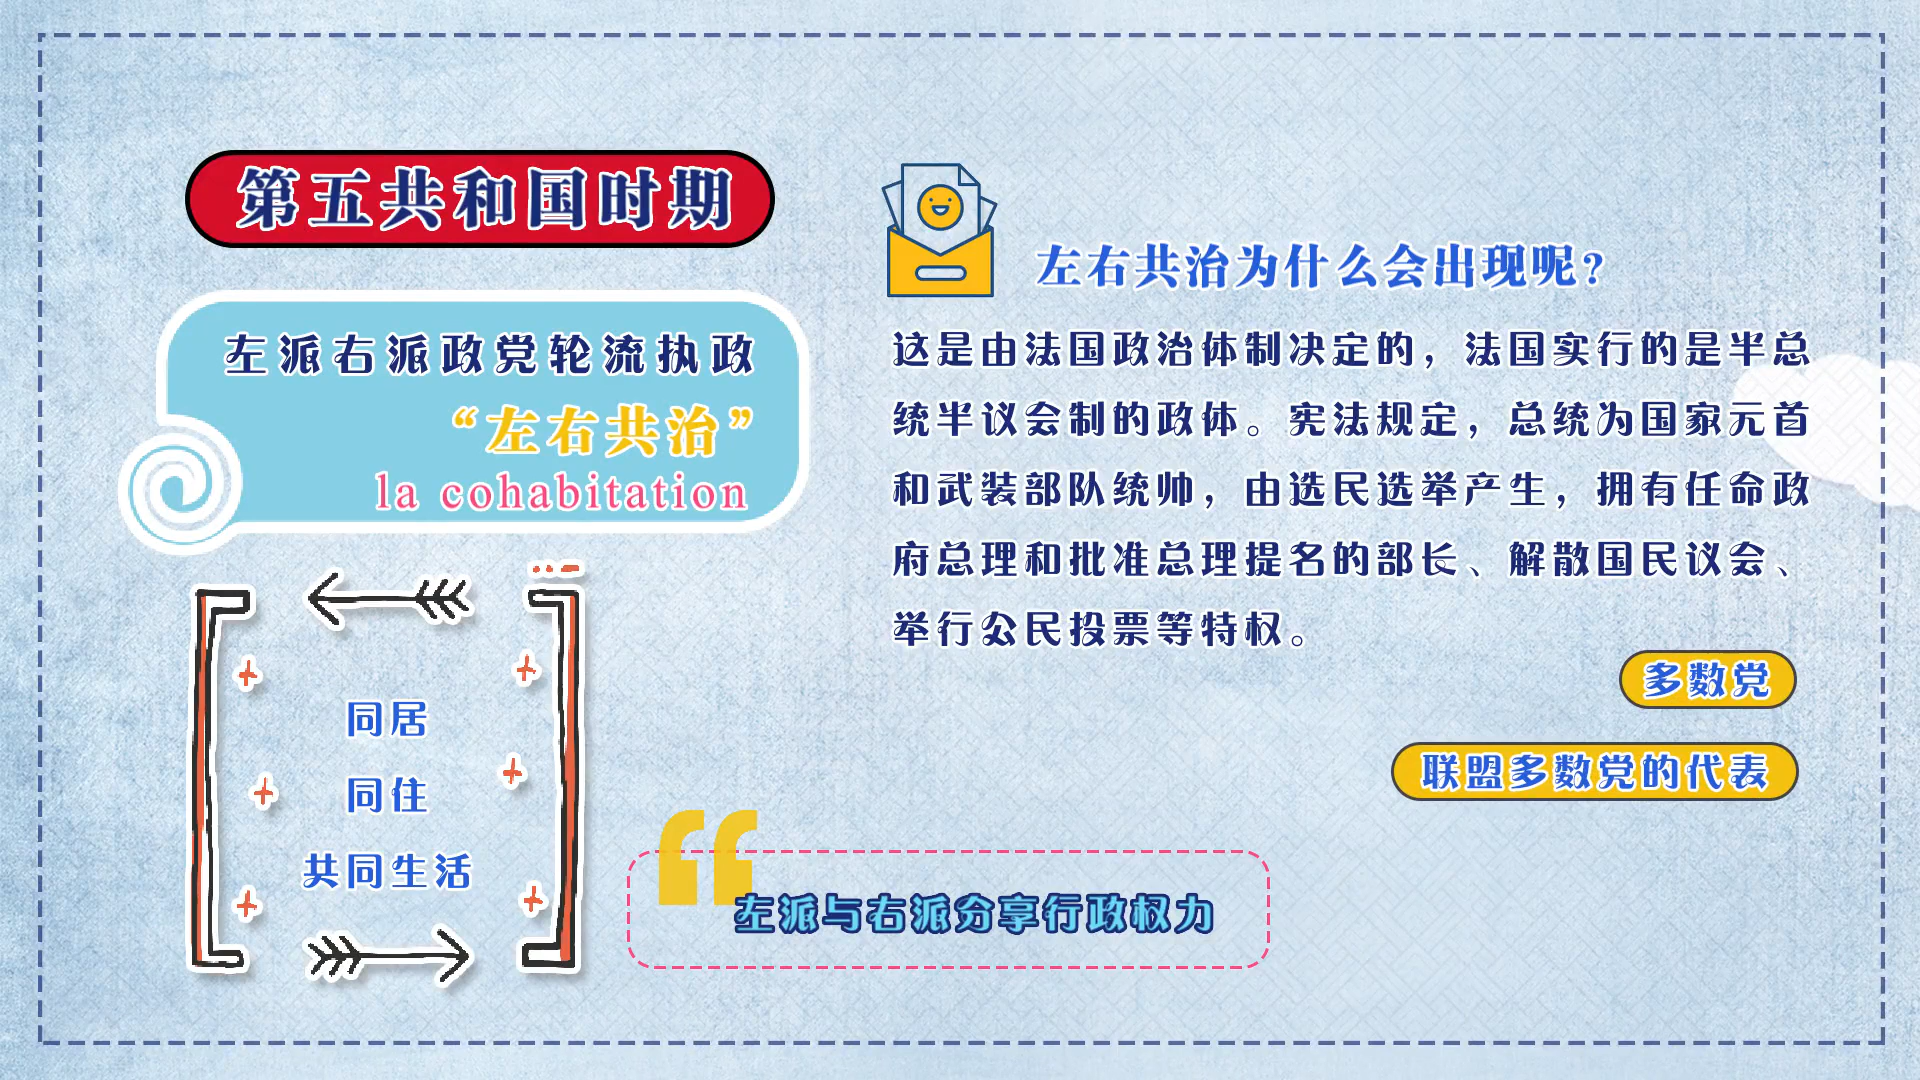 第五共和国时期
左派右派政党轮流执政
“左右共治”
la cohabitation
同居
同住
共同生活
左右共治为什么会出现呢？
这是由法国政治体制决定的，法国实行的是半总
统半议会制的政体。宪法规定，总统为国家元首
和武装部队统帅，由选民选举产生，拥有任命政
府总理和批准总理提名的部长、解散国民议会、
举行公民投票等特权。
多数党
联盟多数党的代表
左派与右派分享行政权力